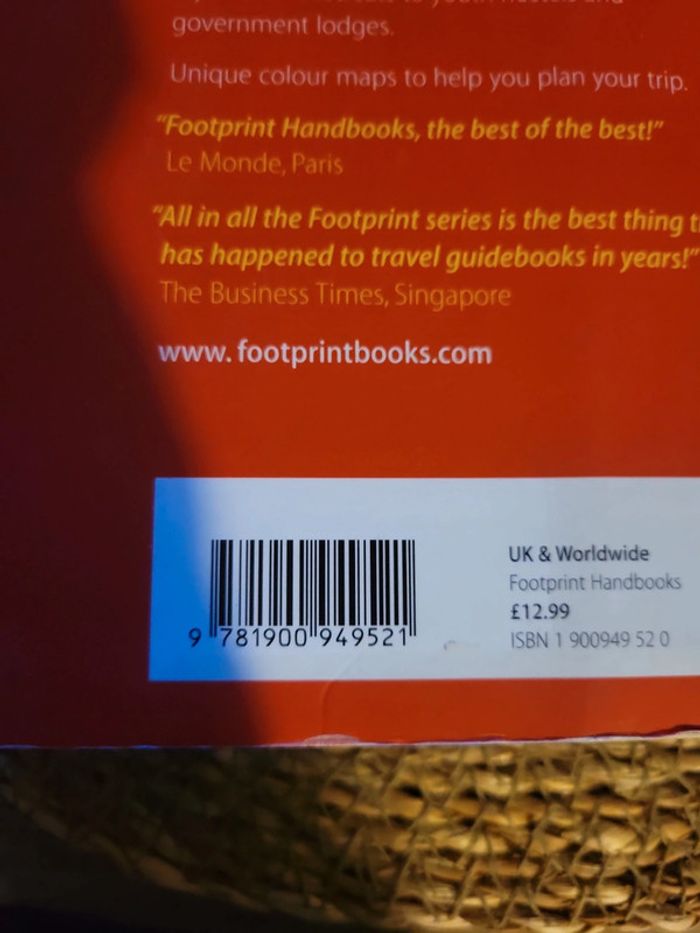 government lodges.
Unique colour maps to help you plan your trip.
"Footprint Handbooks, the best of the best!"
Le Monde, Paris
"All in all the Footprint series is the best thing
has happened to travel guidebooks in years!"
The Business Times, Singapore
www.footprintbooks.com
UK & Worldwide
Footprint Handbooks
£12.99
ISBN 1 900949 52 0
9 781900 949521